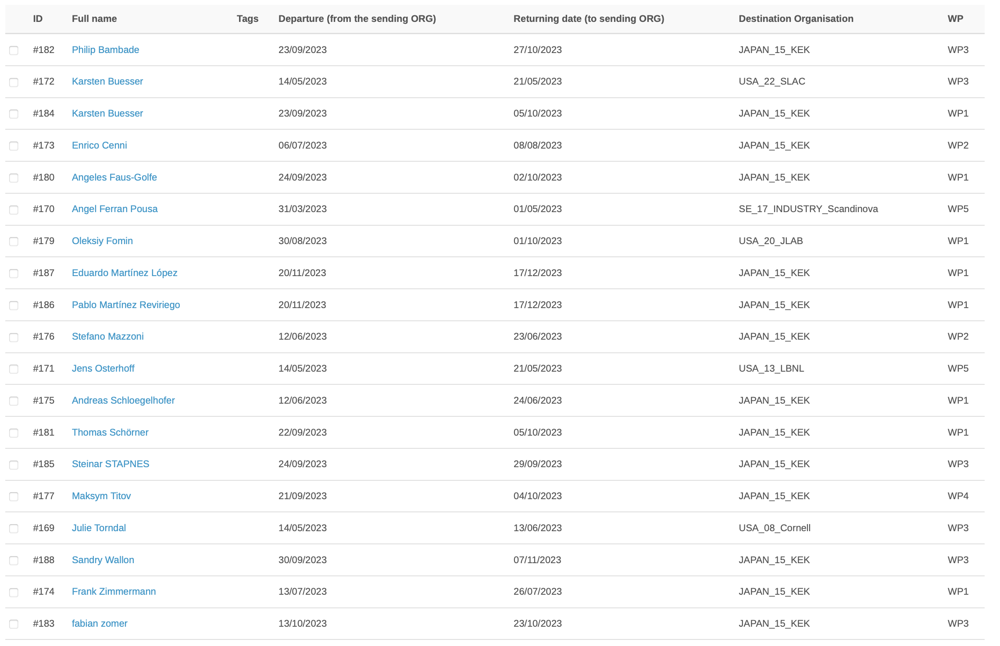 ID Full name Tags Departure (from the sending ORG) Returning date (to sending ORG) Destination Organisation WP
#182 Philip Bambade 23/09/2023 27/10/2023 JAPAN_15_KEK WP3
#172 Karsten Buesser 14/05/2023 21/05/2023 USA_22_SLAC WP3
#184 Karsten Buesser 23/09/2023 05/10/2023 JAPAN_15_KEK WP1
#173 Enrico Cenni 06/07/2023 08/08/2023 JAPAN_15_KEK WP2
#180 Angeles Faus-Golfe 24/09/2023 02/10/2023 JAPAN_15_KEK WP1
#170 Angel Ferran Pousa 31/03/2023 01/05/2023 SE_17_INDUSTRY_Scandinova WP5
#179 Oleksiy Fomin 30/08/2023 01/10/2023 USA_20_JLAB WP1
#187 Eduardo Martínez López 20/11/2023 17/12/2023 JAPAN_15_KEK WP1
#186 Pablo Martínez Reviriego 20/11/2023 17/12/2023 JAPAN_15_KEK WP1
#176 Stefano Mazzoni 12/06/2023 23/06/2023 JAPAN_15_KEK WP2
#171 Jens Osterhoff 14/05/2023 21/05/2023 USA_13_LBNL WP5
#175 Andreas Schloegelhofer 12/06/2023 24/06/2023 JAPAN_15_KEK WP1
#181 Thomas Schörner 22/09/2023 05/10/2023 JAPAN_15_KEK WP1
#185 Steinar STAPNES 24/09/2023 29/09/2023 JAPAN_15_KEK WP3
#177 Maksym Titov 21/09/2023 04/10/2023 JAPAN_15_KEK WP4
#169 Julie Torndal 14/05/2023 13/06/2023 USA_08_Cornell WP3
#188 Sandry Wallon 30/09/2023 07/11/2023 JAPAN_15_KEK WP3
#174 Frank Zimmermann 13/07/2023 26/07/2023 JAPAN_15_KEK WP1
#183 fabian zomer 13/10/2023 23/10/2023 JAPAN_15_KEK WP3